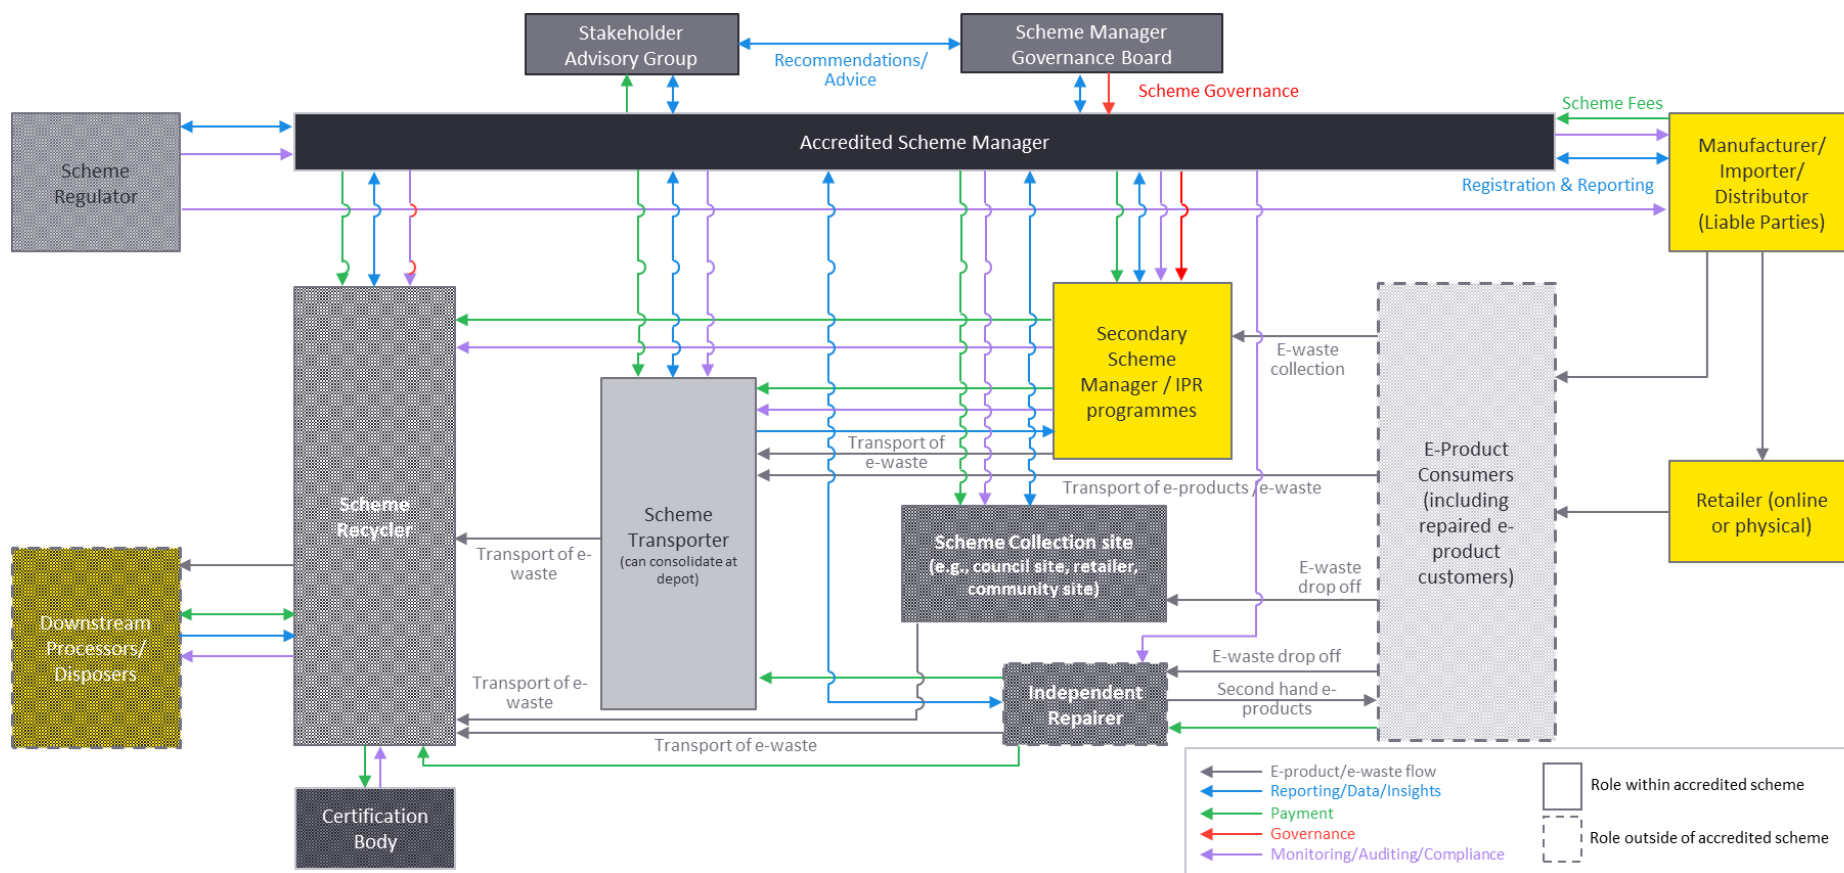 Stakeholder
Advisory Group
Recommendations/
Advice
Scheme Manager
Governance Board
Scheme Governance
Scheme Fees
Scheme
Regulator
Accredited Scheme Manager
Registration & Reporting
Manufacturer/
Importer/
Distributor
(Liable Parties)
Secondary
Scheme
Manager / IPR
programmes
E-waste
collection
Transport of
e-waste
Transport of e-products /e-waste
E-Product
Consumers
(including
repaired e-
product
customers)
Retailer (online
or physical)
Scheme
Recycler
Scheme
Transporter
(can consolidate at
depot)
Transport of e-
waste
Scheme Collection site
(e.g., council site, retailer,
community site)
E-waste
drop off
Downstream
Processors/
Disposers
E-waste drop off
Transport of e-
waste
Independent
Repairer
Second hand e-
products
Transport of e-waste
Certification
Body
E-product/e-waste flow
Reporting/Data/Insights
Payment
Governance
Monitoring/Auditing/Compliance
Role within accredited scheme
Role outside of accredited scheme